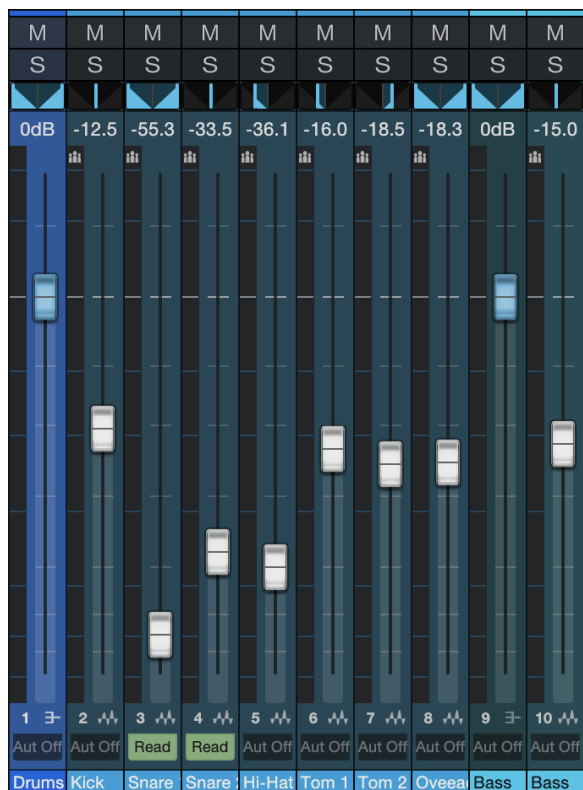 M M M M M M M M M M
S S S S S S S S S S
0dB -12.5 -55.3 -33.5 -36.1 -16.0 -18.5 -18.3 0dB -15.0
1 2 3 4 5 6 7 8 9 10
Aut Off Aut Off Read Read Aut Off Aut Off Aut Off Aut Off Aut Off Aut Off
Drums Kick Snare Snare Hi-Hat Tom 1 Tom 2 Oveea Bass Bass